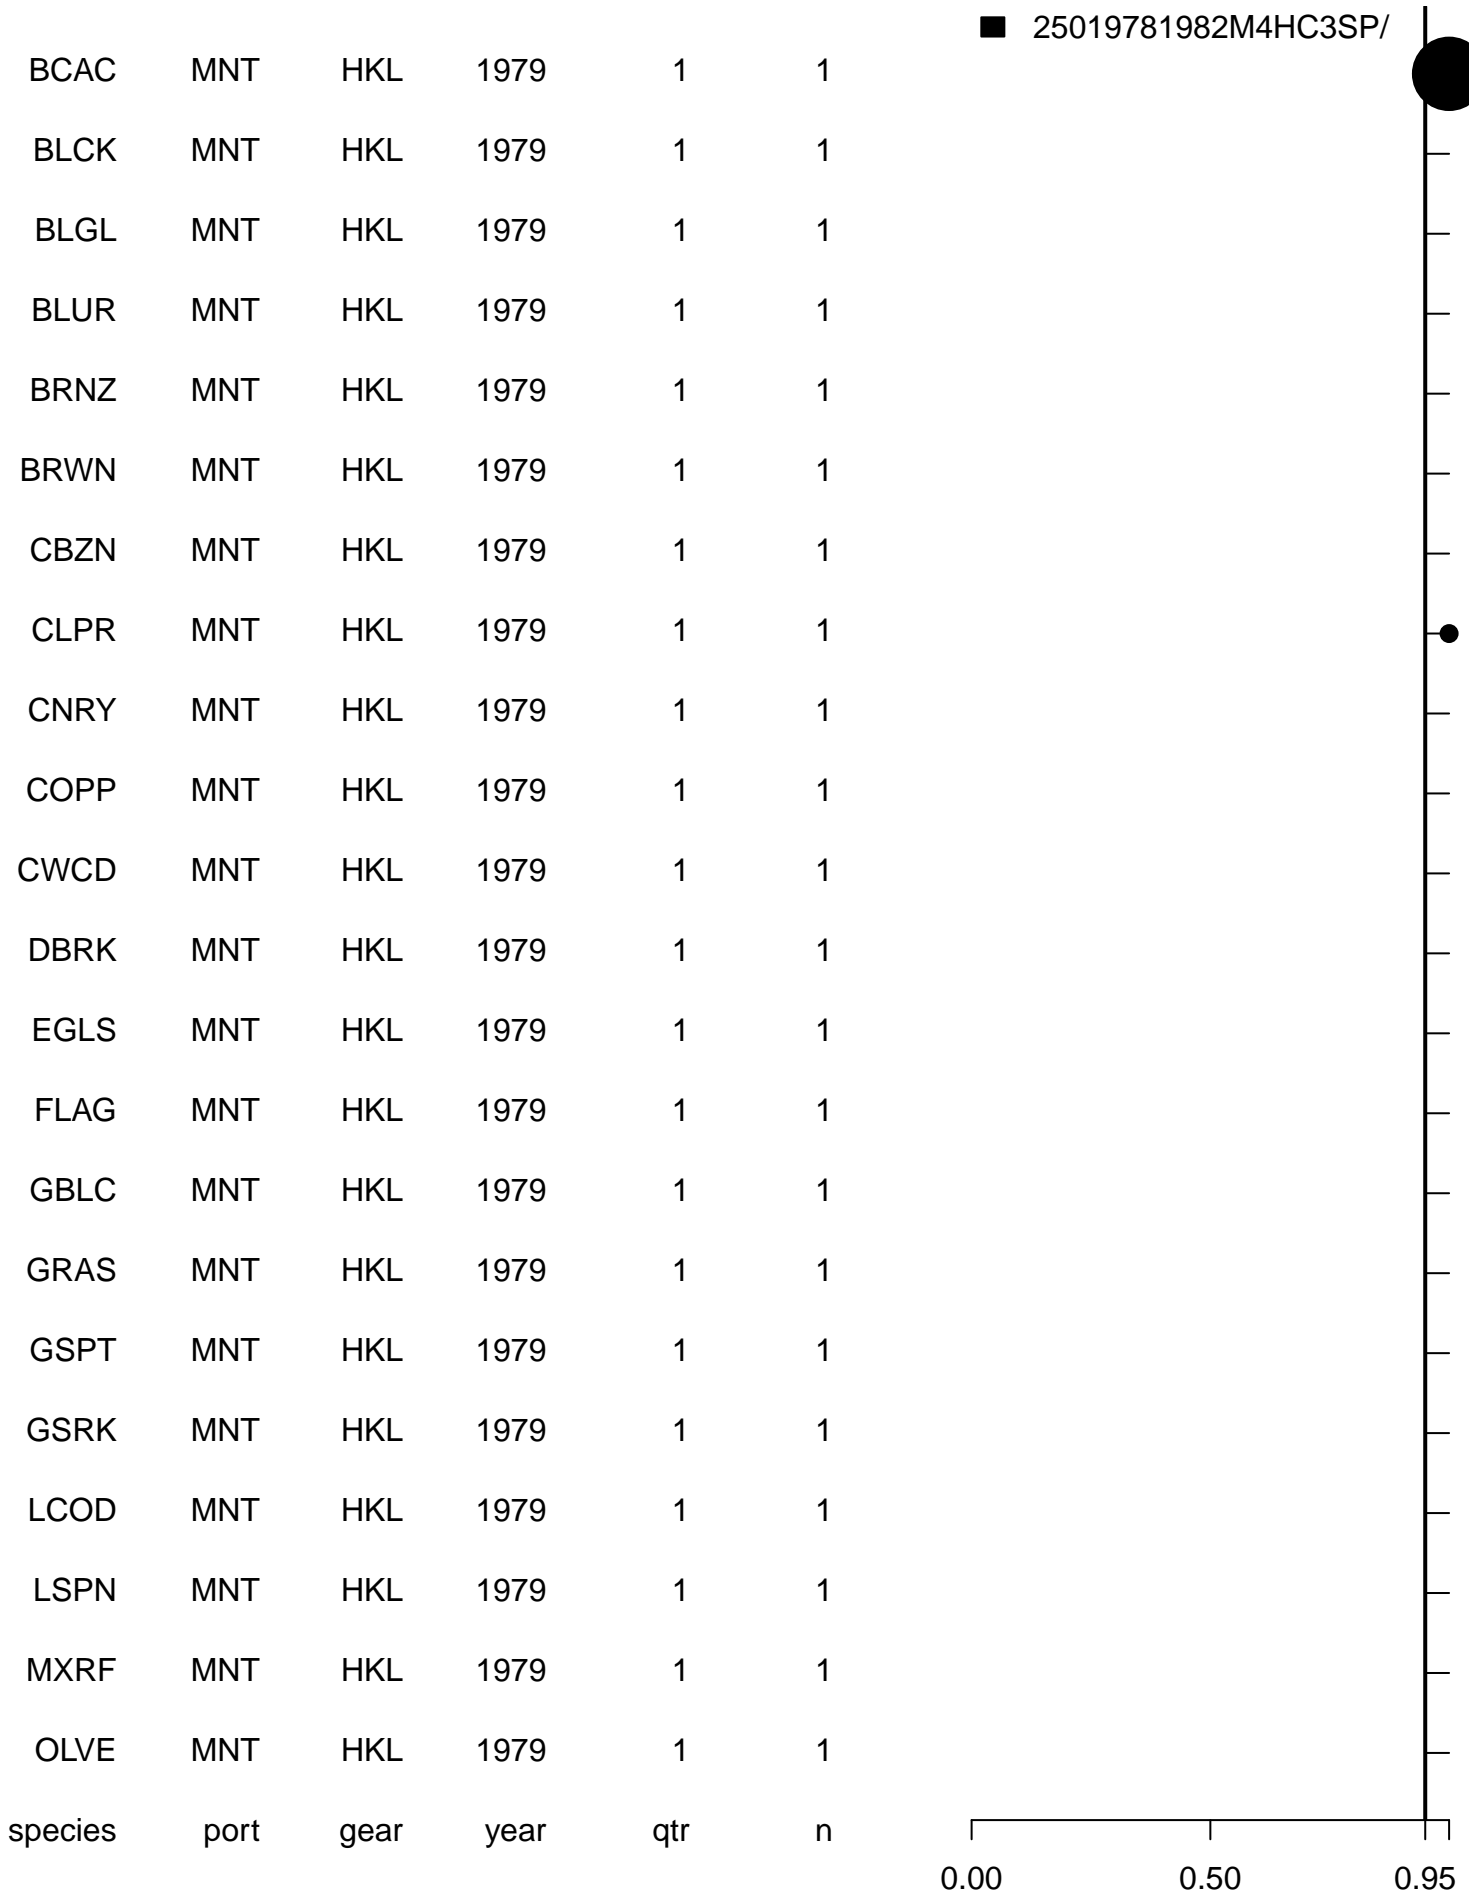 25019781982M4HC3SP/
BCAC MNT HKL 1979 1 1
BLCK MNT HKL 1979 1 1
BLGL MNT HKL 1979 1 1
BLUR MNT HKL 1979 1 1
BRNZ MNT HKL 1979 1 1
BRWN MNT HKL 1979 1 1
CBZN MNT HKL 1979 1 1
CLPR MNT HKL 1979 1 1
CNRY MNT HKL 1979 1 1
COPP MNT HKL 1979 1 1
CWCD MNT HKL 1979 1 1
DBRK MNT HKL 1979 1 1
EGLS MNT HKL 1979 1 1
FLAG MNT HKL 1979 1 1
GBLC MNT HKL 1979 1 1
GRAS MNT HKL 1979 1 1
GSPT MNT HKL 1979 1 1
GSRK MNT HKL 1979 1 1
LCOD MNT HKL 1979 1 1
LSPN MNT HKL 1979 1 1
MXRF MNT HKL 1979 1 1
OLVE MNT HKL 1979 1 1
species port gear year qtr n
0.00 0.50 0.95